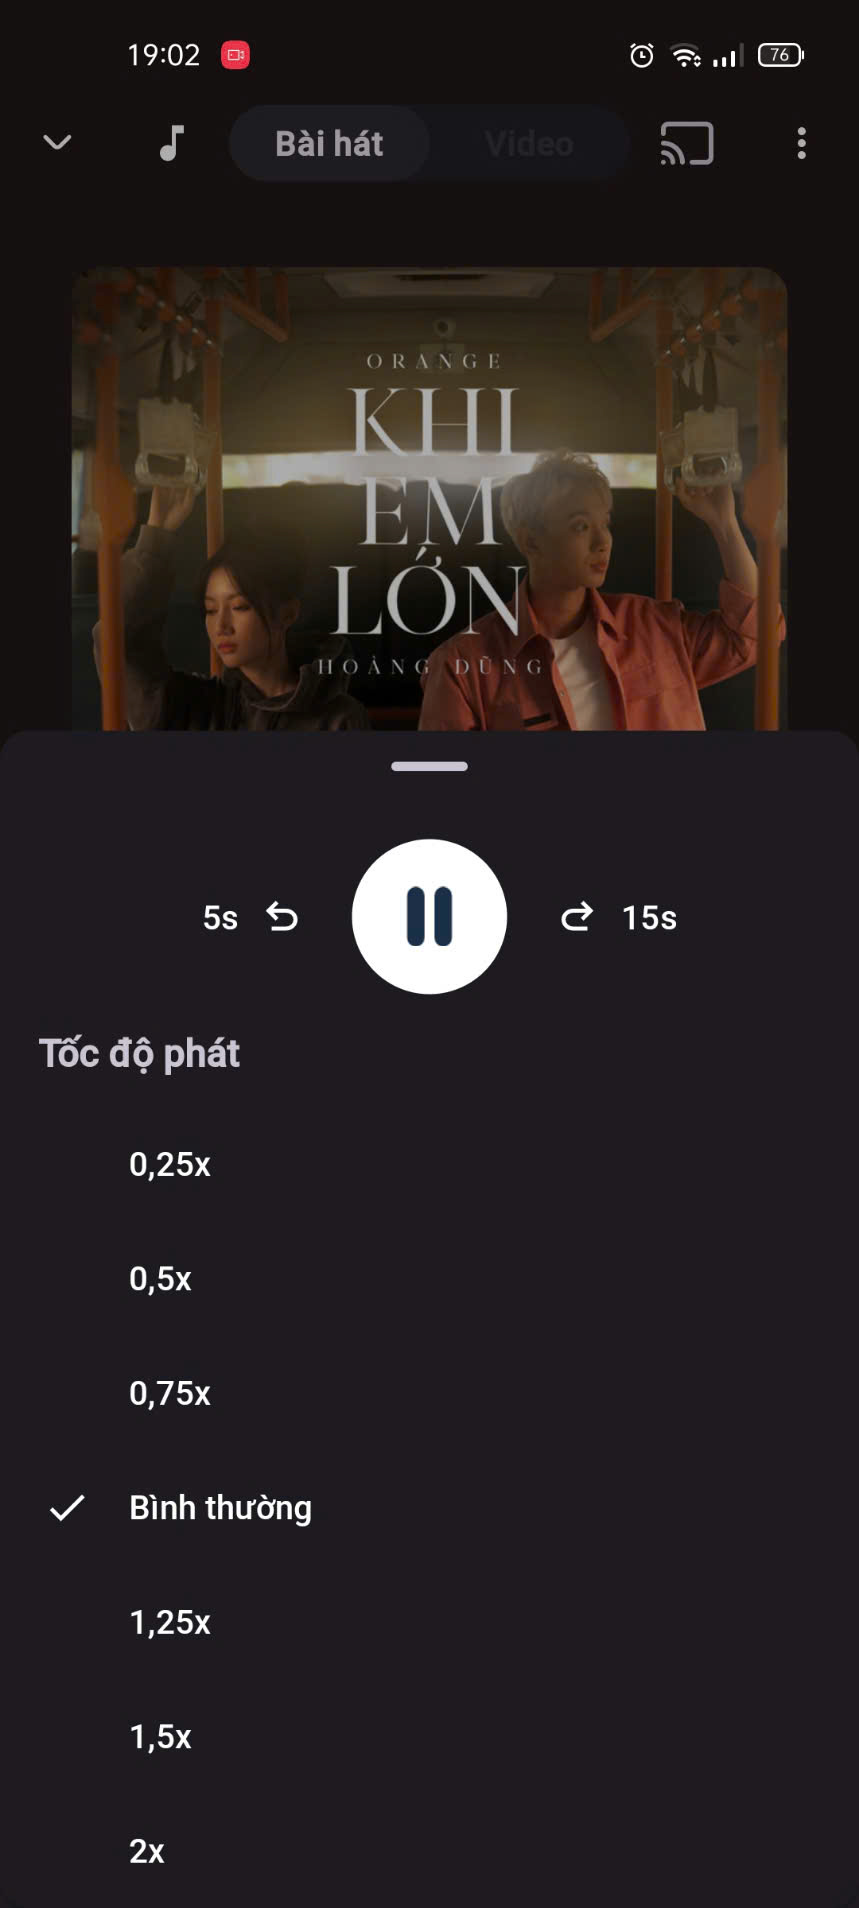 19:02
76
Bài hát
Video
ORANGE
KHI
EM
LỚN
HOÀNG DŨNG
5s
15s
Tốc độ phát
0,25x
0,5x
0,75x
Bình thường
1,25x
1,5x
2x